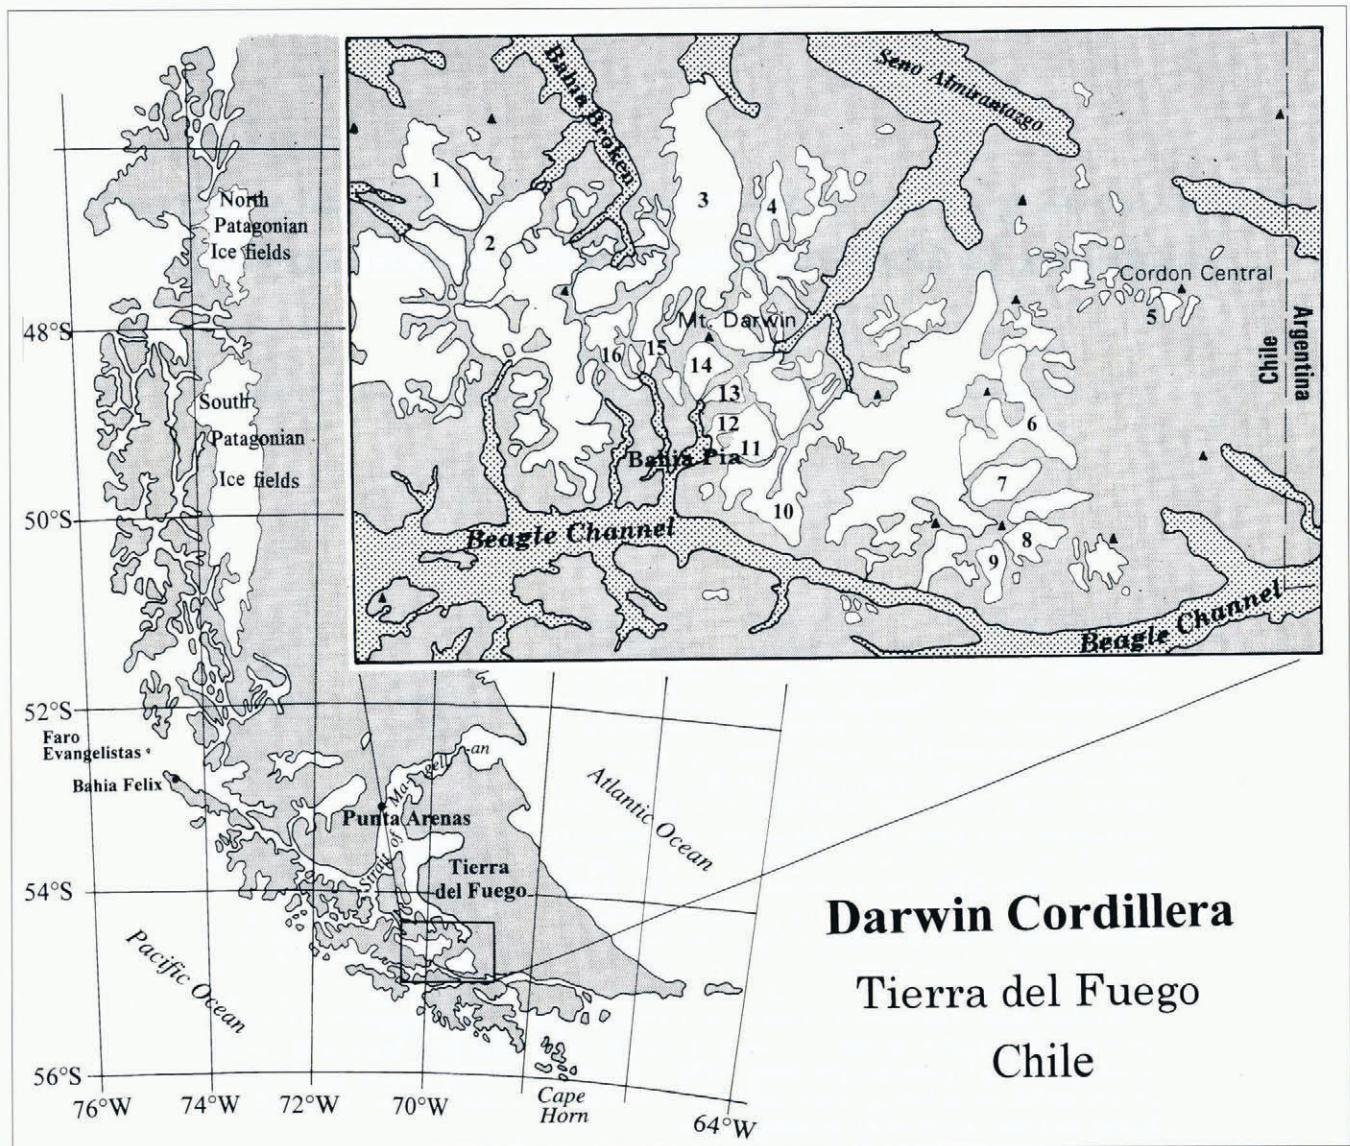 Bahia Broken
Seno Almirantazgo
1
2
3
4
North
Patagonian
Ice fields
Cordon Central
5
48°S
Mt. Darwin
Chile
Argentina
16
15
14
13
South
Patagonian
Ice fields
12
11
Bahia Pia
6
7
10
50°S
Beagle Channel
8
9
Beagle Channel
52°S
Faro
Evangelistas
Bahia Felix
Strait of Ma-gell-an
Punta Arenas
Atlantic Ocean
Tierra
del Fuego
54°S
Pacific Ocean
Darwin Cordillera
Tierra del Fuego
Chile
56°S
76°W
74°W
72°W
70°W
Cape
Horn
64°W